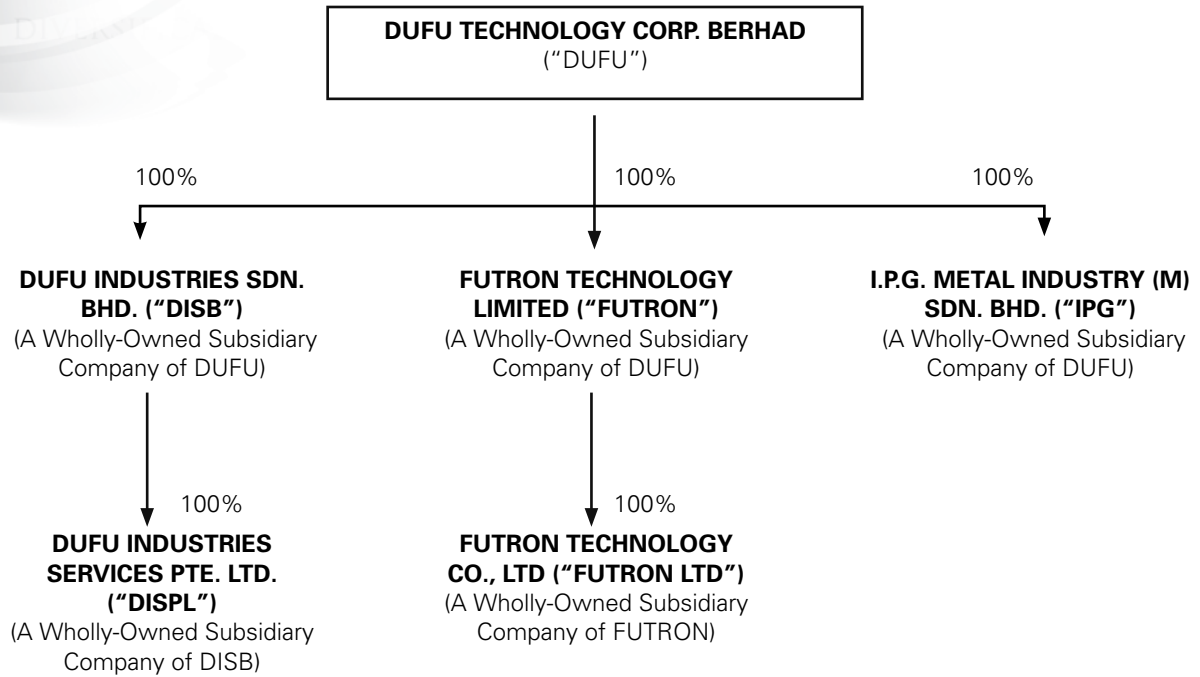 DUFU TECHNOLOGY CORP. BERHAD
(“DUFU”)
100%
100%
100%
DUFU INDUSTRIES SDN.
BHD. (“DISB”)
(A Wholly-Owned Subsidiary
Company of DUFU)
FUTRON TECHNOLOGY
LIMITED (“FUTRON”)
(A Wholly-Owned Subsidiary
Company of DUFU)
I.P.G. METAL INDUSTRY (M)
SDN. BHD. (“IPG”)
(A Wholly-Owned Subsidiary
Company of DUFU)
100%
100%
DUFU INDUSTRIES
SERVICES PTE. LTD.
(“DISPL”)
(A Wholly-Owned Subsidiary
Company of DISB)
FUTRON TECHNOLOGY
CO., LTD (“FUTRON LTD”)
(A Wholly-Owned Subsidiary
Company of FUTRON)